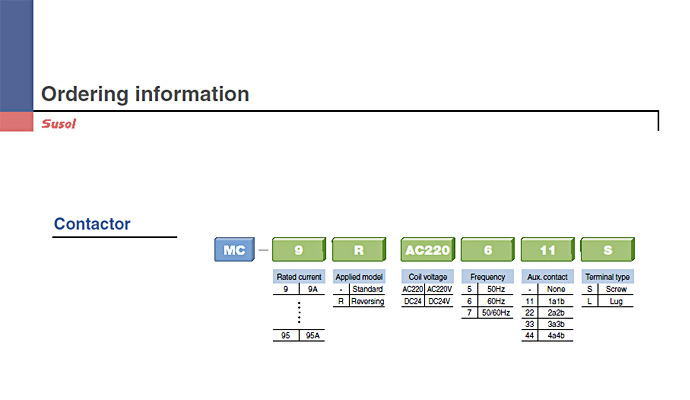 Ordering information
Susol
Contactor
MC – 9 R AC220 6 11 S
Rated current Applied model Coil voltage Frequency Aux. contact Terminal type
9 9A - Standard AC220 AC220V 5 50Hz - None S Screw
R Reversing DC24 DC24V 6 60Hz 11 1a1b L Lug
7 50/60Hz 22 2a2b
33 3a3b
95 95A 44 4a4b